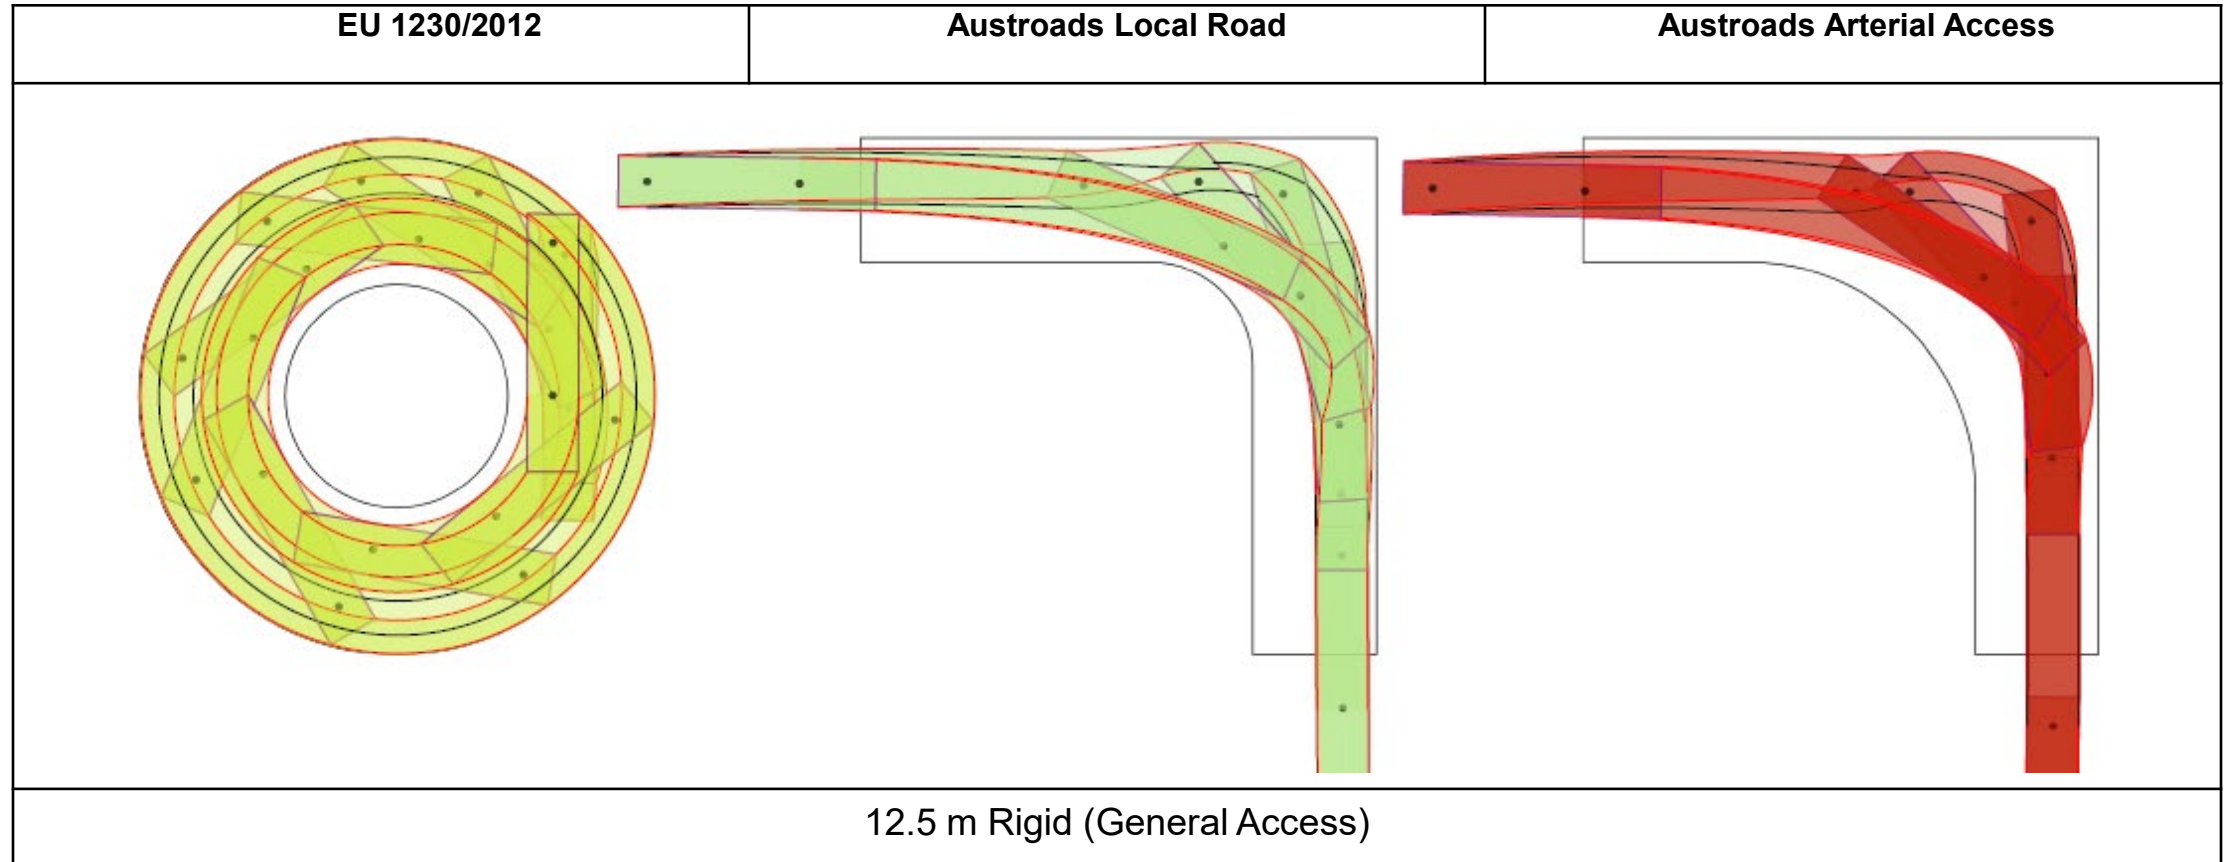 EU 1230/2012
Austroads Local Road
Austroads Arterial Access
12.5 m Rigid (General Access)